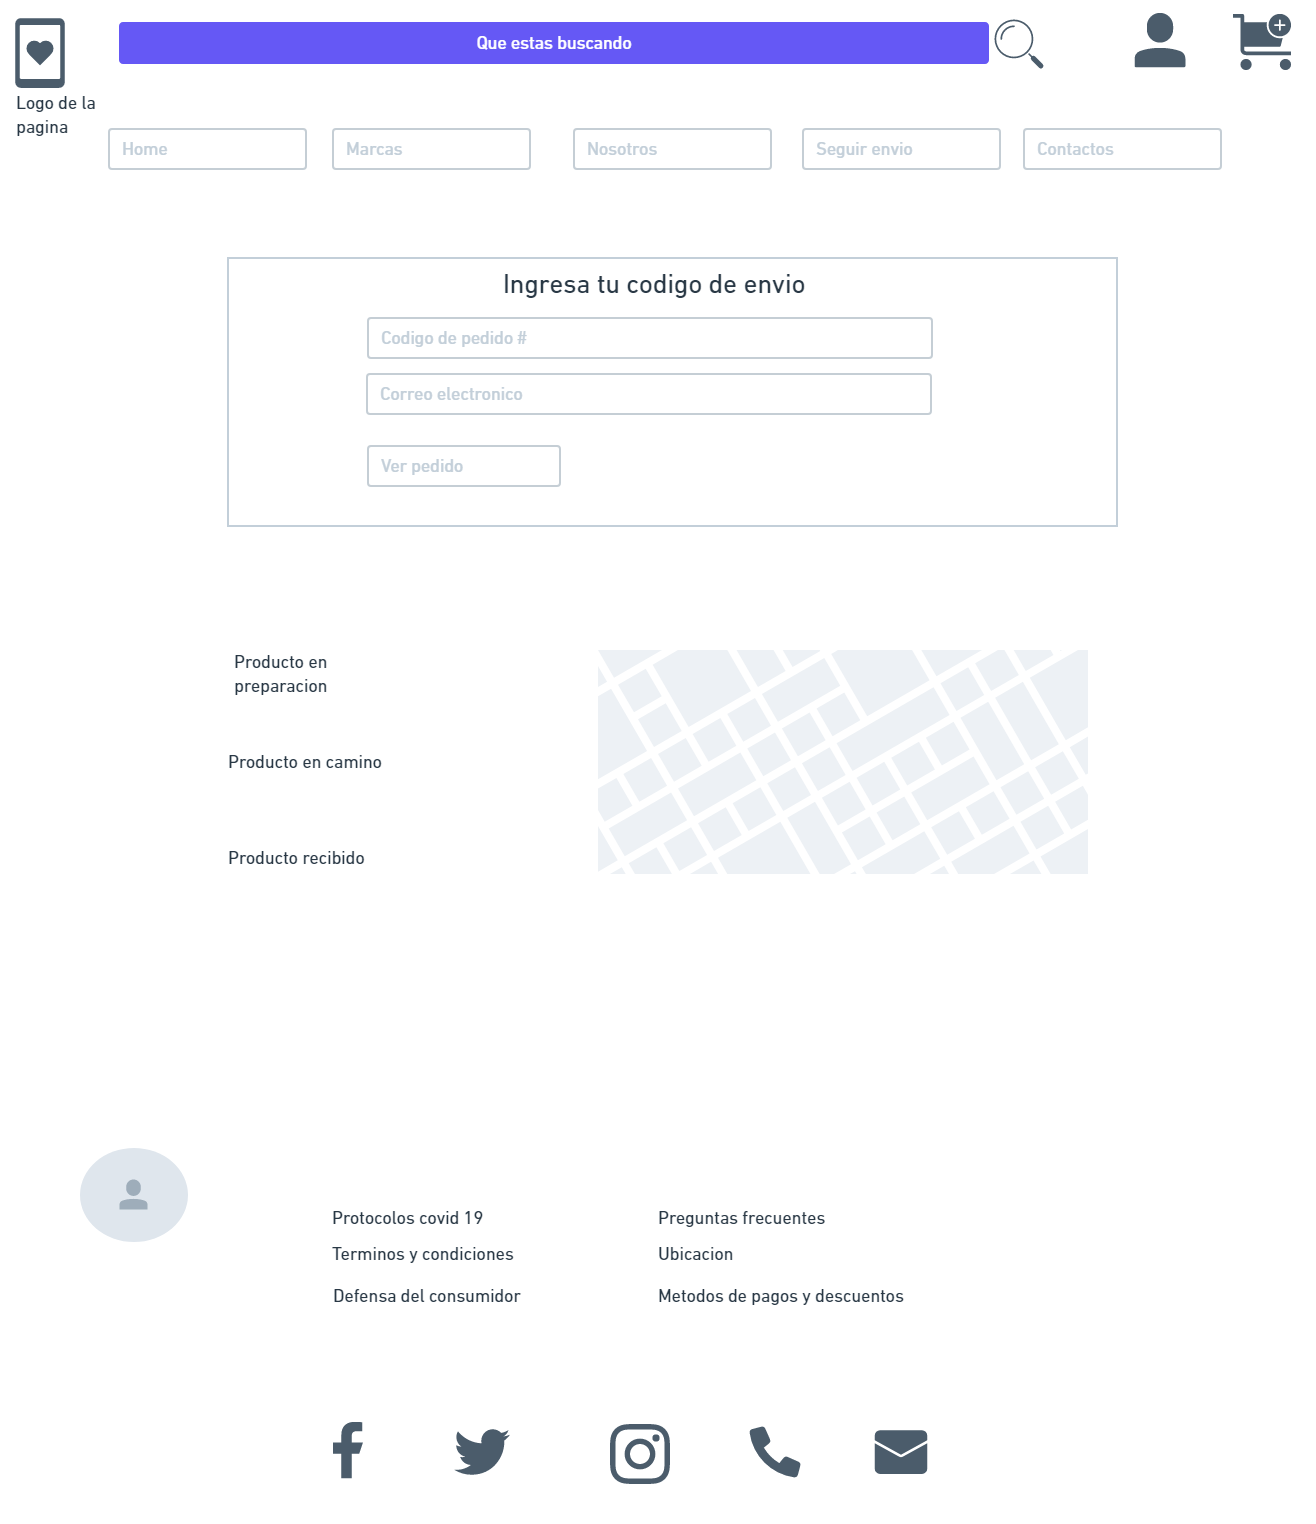 Que estas buscando
Logo de la
pagina
Home
Marcas
Nosotros
Seguir envio
Contactos
Ingresa tu codigo de envio
Codigo de pedido #
Correo electronico
Ver pedido
Producto en
preparacion
Producto en camino
Producto recibido
Protocolos covid 19
Terminos y condiciones
Defensa del consumidor
Preguntas frecuentes
Ubicacion
Metodos de pagos y descuentos